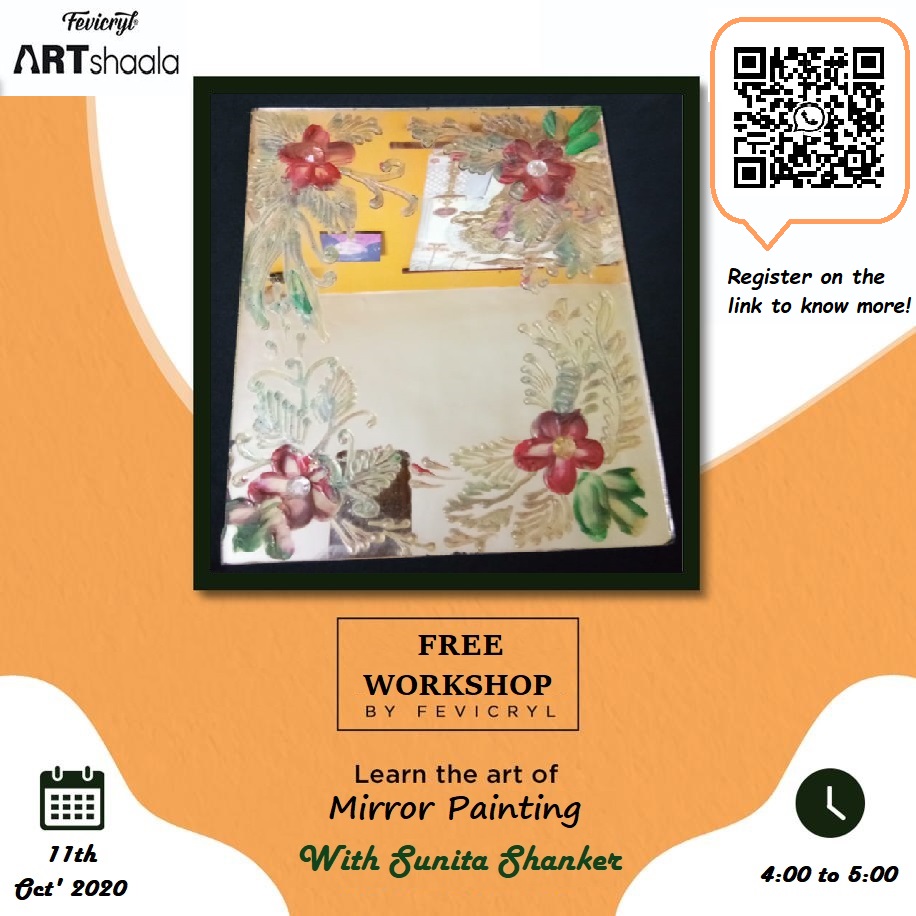 Fevicryl®
ARTshaala
Register on the
link to know more!
FREE
WORKSHOP
BY FEVICRYL
Learn the art of
Mirror Painting
With Sunita Shanker
11th
Oct' 2020
4:00 to 5:00